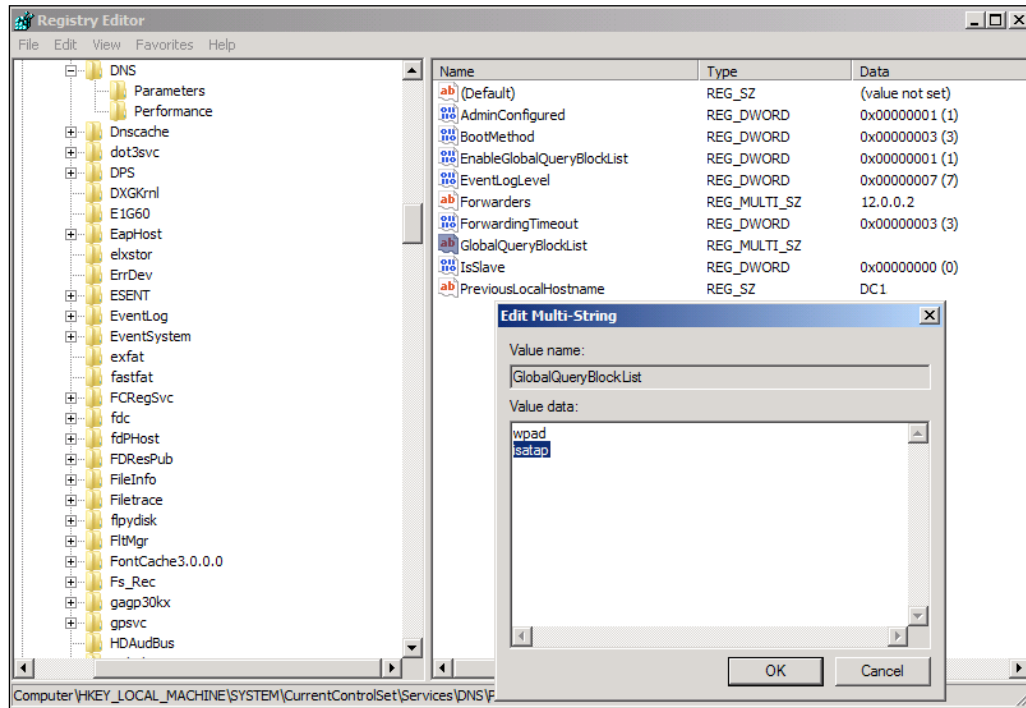 Registry Editor
File Edit View Favorites Help
DNS
Parameters
Performance
Dnscache
dot3svc
DPS
DXGKrnl
E1G60
EapHost
elxstor
ErrDev
ESENT
EventLog
EventSystem
exfat
fastfat
FCRegSvc
fdc
fdPHost
FDResPub
FileInfo
Filetrace
flpydisk
FltMgr
FontCache3.0.0.0
Fs_Rec
gagp30kx
gpsvc
HDAudBus
Name Type Data
(Default) REG_SZ (value not set)
AdminConfigured REG_DWORD 0x00000001 (1)
BootMethod REG_DWORD 0x00000003 (3)
EnableGlobalQueryBlockList REG_DWORD 0x00000001 (1)
EventLogLevel REG_DWORD 0x00000007 (7)
Forwarders REG_MULTI_SZ 12.0.0.2
ForwardingTimeout REG_DWORD 0x00000003 (3)
GlobalQueryBlockList REG_MULTI_SZ
IsSlave REG_DWORD 0x00000000 (0)
PreviousLocalHostname REG_SZ DC1
Edit Multi-String
Value name:
GlobalQueryBlockList
Value data:
wpad
isatap
OK Cancel
Computer\HKEY_LOCAL_MACHINE\SYSTEM\CurrentControlSet\Services\DNS\P